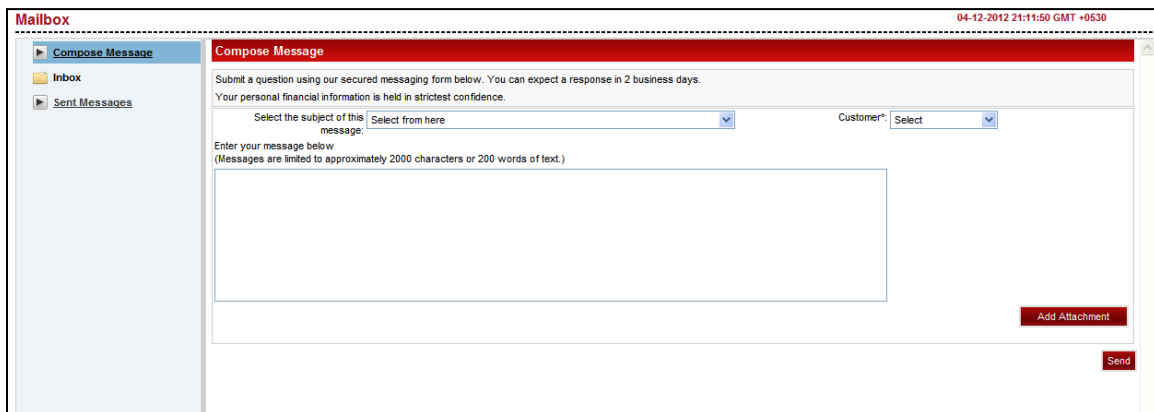 Mailbox
04-12-2012 21:11:50 GMT +0530
Compose Message
Inbox
Sent Messages
Compose Message
Submit a question using our secured messaging form below. You can expect a response in 2 business days.
Your personal financial information is held in strictest confidence.
Select the subject of this
message:
Select from here
Customer*:
Select
Enter your message below
(Messages are limited to approximately 2000 characters or 200 words of text.)
Add Attachment
Send